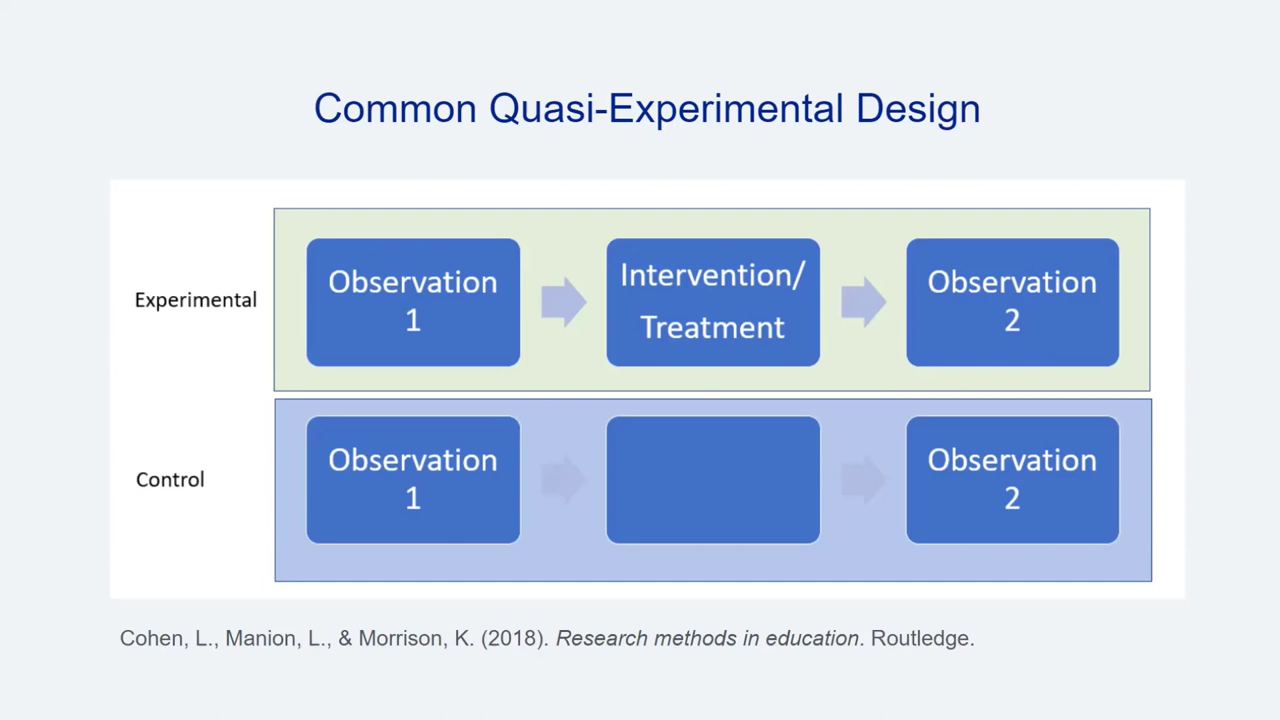 Common Quasi-Experimental Design
Experimental
Observation
1
Intervention/
Treatment
Observation
2
Control
Observation
1
Observation
2
Cohen, L., Manion, L., & Morrison, K. (2018). Research methods in education. Routledge.